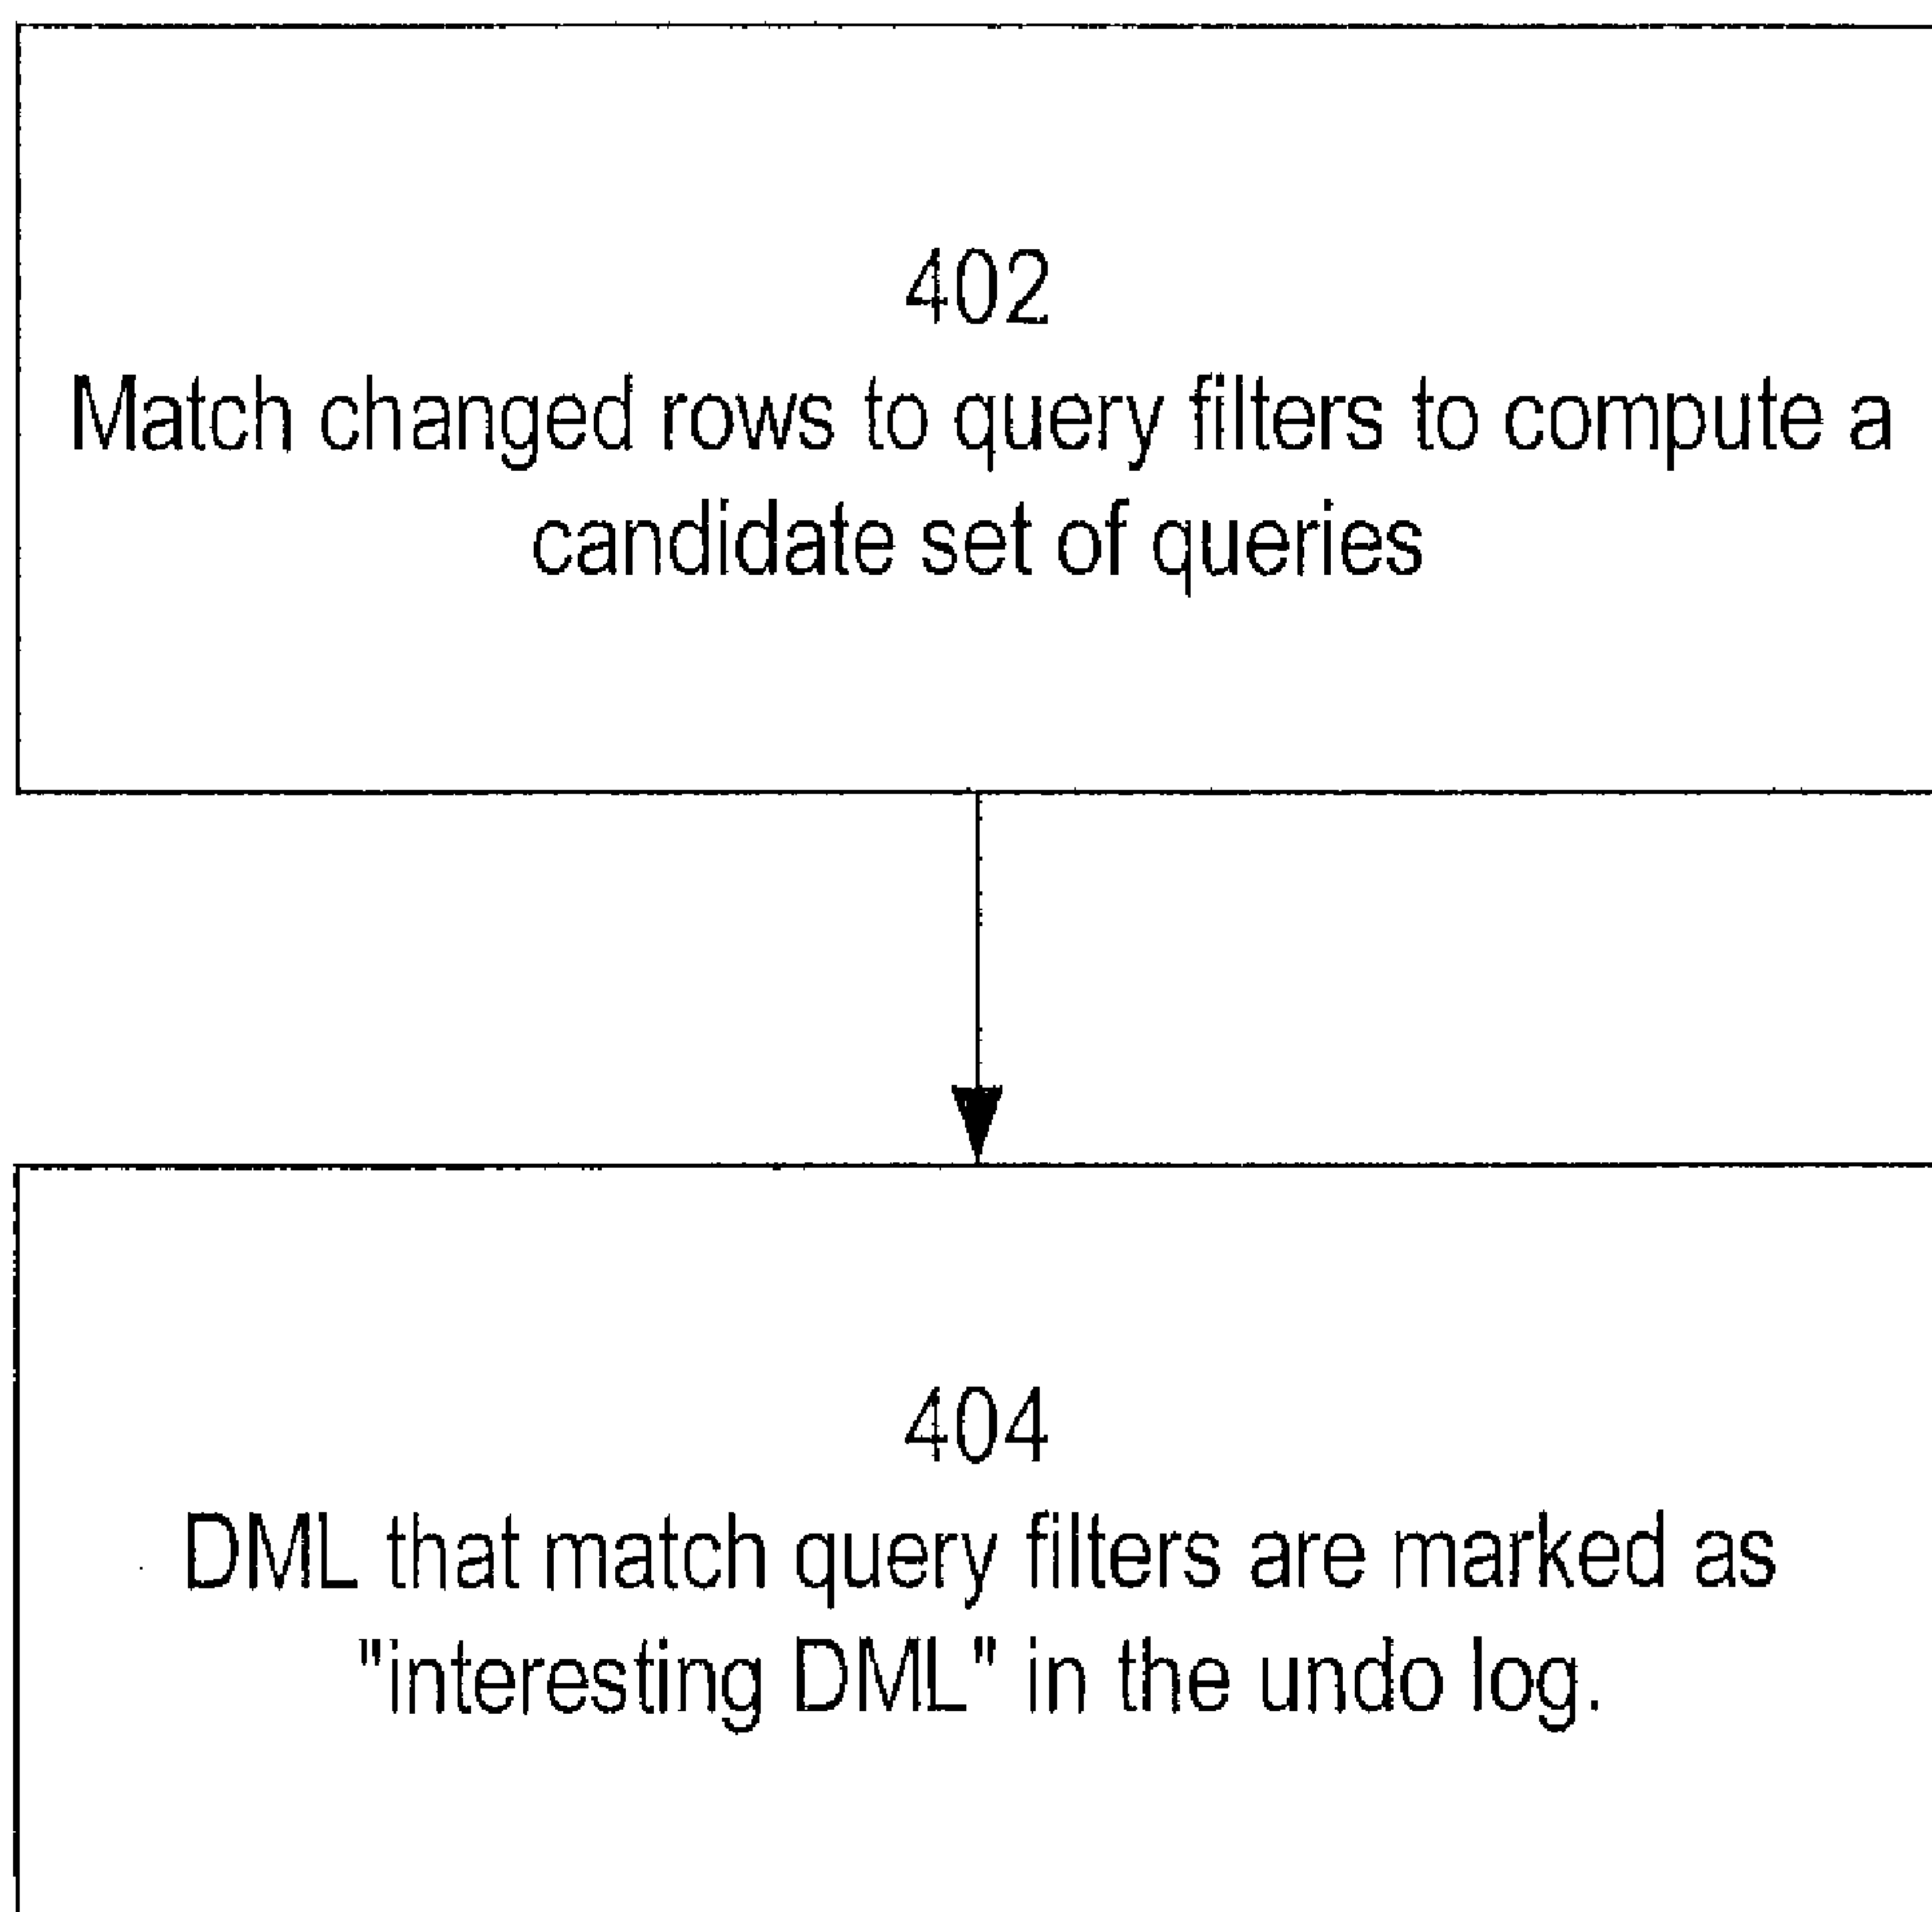 402
Match changed rows to query filters to compute a
candidate set of queries
404
DML that match query filters are marked as
"interesting DML" in the undo log.